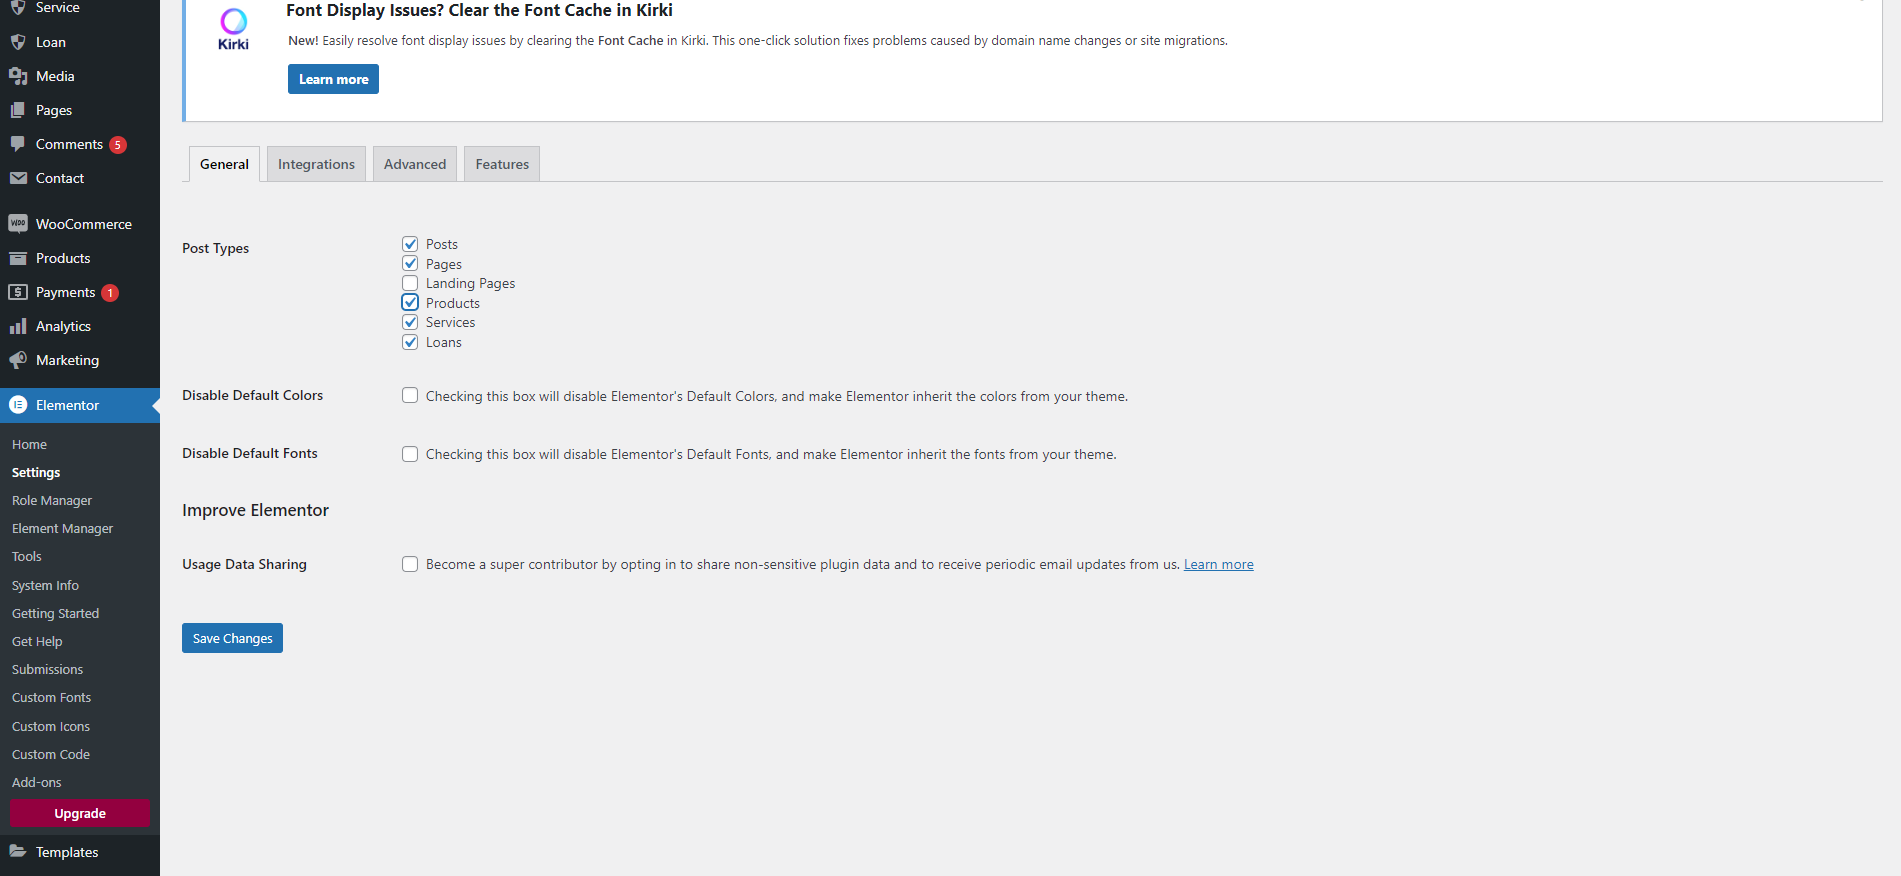 Service
Loan
Media
Pages
Comments 5
Contact
WooCommerce
Products
Payments 1
Analytics
Marketing
Elementor
Home
Settings
Role Manager
Element Manager
Tools
System Info
Getting Started
Get Help
Submissions
Custom Fonts
Custom Icons
Custom Code
Add-ons
Upgrade
Templates
Kirki
Font Display Issues? Clear the Font Cache in Kirki
New! Easily resolve font display issues by clearing the Font Cache in Kirki. This one-click solution fixes problems caused by domain name changes or site migrations.
Learn more
General Integrations Advanced Features
Post Types
Posts
Pages
Landing Pages
Products
Services
Loans
Disable Default Colors
Checking this box will disable Elementor's Default Colors, and make Elementor inherit the colors from your theme.
Disable Default Fonts
Checking this box will disable Elementor's Default Fonts, and make Elementor inherit the fonts from your theme.
Improve Elementor
Usage Data Sharing
Become a super contributor by opting in to share non-sensitive plugin data and to receive periodic email updates from us. Learn more
Save Changes